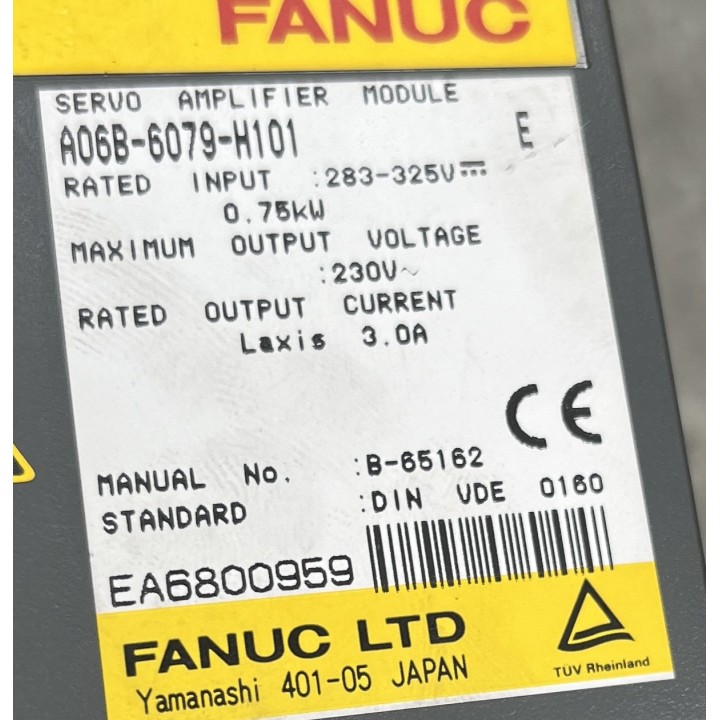 FANUC
SERVO AMPLIFIER MODULE
A06B-6079-H101 E
RATED INPUT :283-325V⎓
0.75kW
MAXIMUM OUTPUT VOLTAGE
:230V~
RATED OUTPUT CURRENT
Laxis 3.0A
CE
MANUAL No. :B-65162
STANDARD :DIN VDE 0160
EA6800959
FANUC LTD
Yamanashi 401-05 JAPAN
TÜV Rheinland